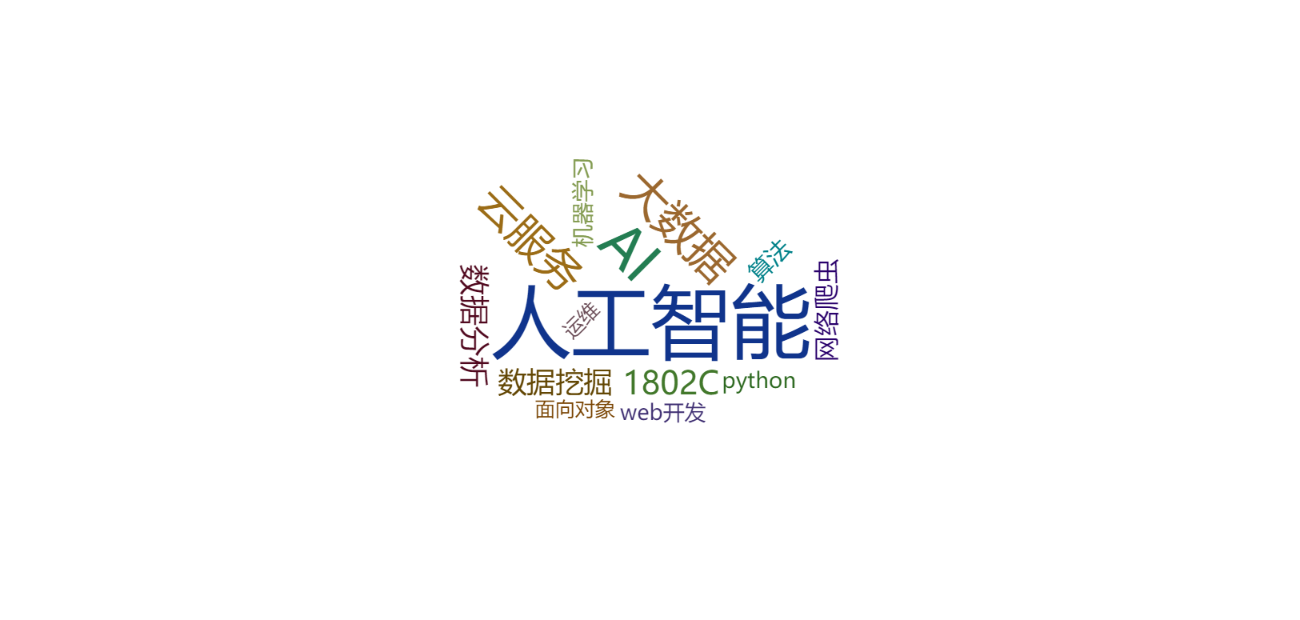 机器学习
大数据
云服务
AI
算法
数据分析
网络爬虫
人工智能
运维
数据挖掘
1802C
python
面向对象
web开发